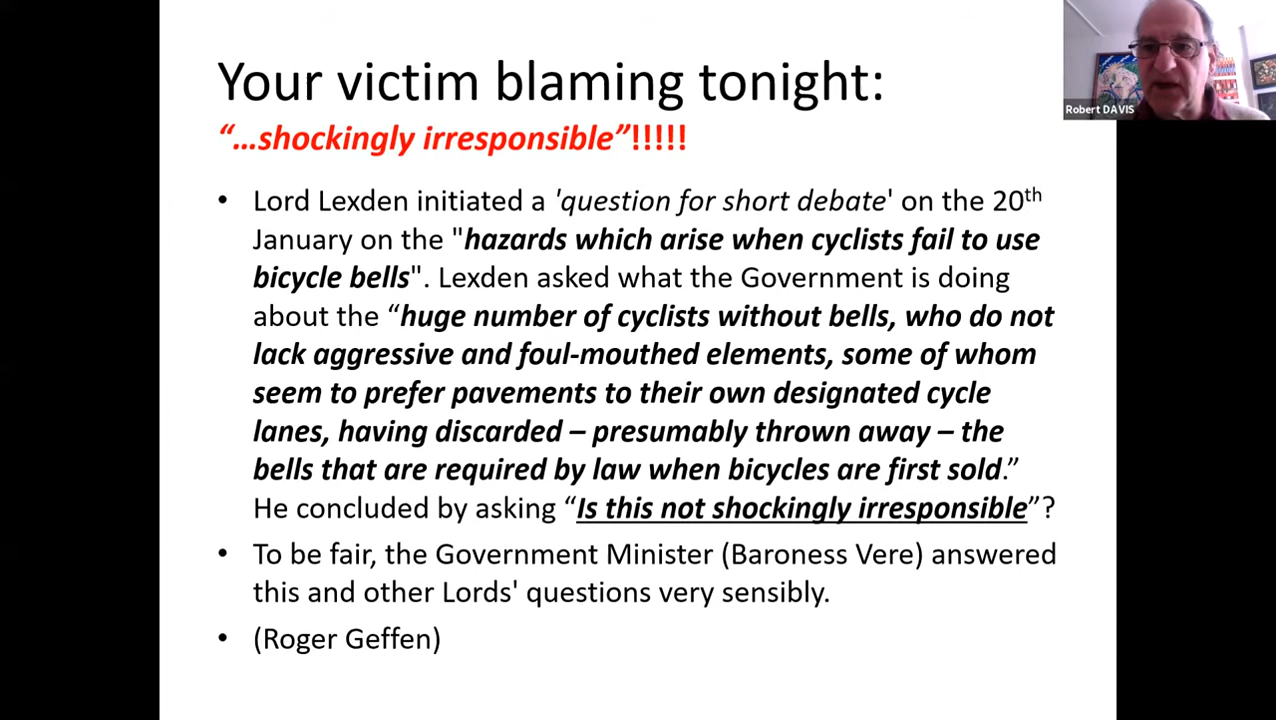 Your victim blaming tonight:
“…shockingly irresponsible”!!!!!
• Lord Lexden initiated a 'question for short debate' on the 20th
January on the "hazards which arise when cyclists fail to use
bicycle bells". Lexden asked what the Government is doing
about the “huge number of cyclists without bells, who do not
lack aggressive and foul-mouthed elements, some of whom
seem to prefer pavements to their own designated cycle
lanes, having discarded – presumably thrown away – the
bells that are required by law when bicycles are first sold.”
He concluded by asking “Is this not shockingly irresponsible”?
• To be fair, the Government Minister (Baroness Vere) answered
this and other Lords' questions very sensibly.
• (Roger Geffen)
Robert DAVIS